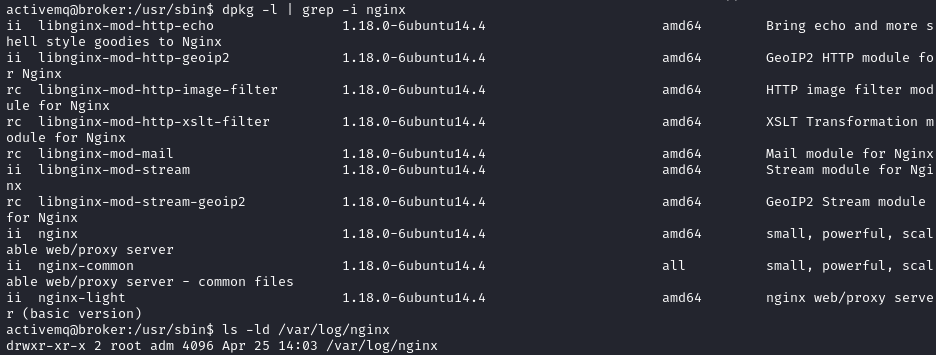 activemq@broker:/usr/sbin$ dpkg -l | grep -i nginx
ii  libnginx-mod-http-echo                1.18.0-6ubuntu14.4                      amd64        Bring echo and more s
hell style goodies to Nginx
ii  libnginx-mod-http-geoip2              1.18.0-6ubuntu14.4                      amd64        GeoIP2 HTTP module fo
r Nginx
rc  libnginx-mod-http-image-filter        1.18.0-6ubuntu14.4                      amd64        HTTP image filter mod
ule for Nginx
rc  libnginx-mod-http-xslt-filter         1.18.0-6ubuntu14.4                      amd64        XSLT Transformation m
odule for Nginx
rc  libnginx-mod-mail                     1.18.0-6ubuntu14.4                      amd64        Mail module for Nginx
ii  libnginx-mod-stream                   1.18.0-6ubuntu14.4                      amd64        Stream module for Ngi
nx
rc  libnginx-mod-stream-geoip2            1.18.0-6ubuntu14.4                      amd64        GeoIP2 Stream module
for Nginx
ii  nginx                                 1.18.0-6ubuntu14.4                      amd64        small, powerful, scal
able web/proxy server
ii  nginx-common                          1.18.0-6ubuntu14.4                      all          small, powerful, scal
able web/proxy server - common files
ii  nginx-light                           1.18.0-6ubuntu14.4                      amd64        nginx web/proxy serve
r (basic version)
activemq@broker:/usr/sbin$ ls -ld /var/log/nginx
drwxr-xr-x 2 root adm 4096 Apr 25 14:03 /var/log/nginx